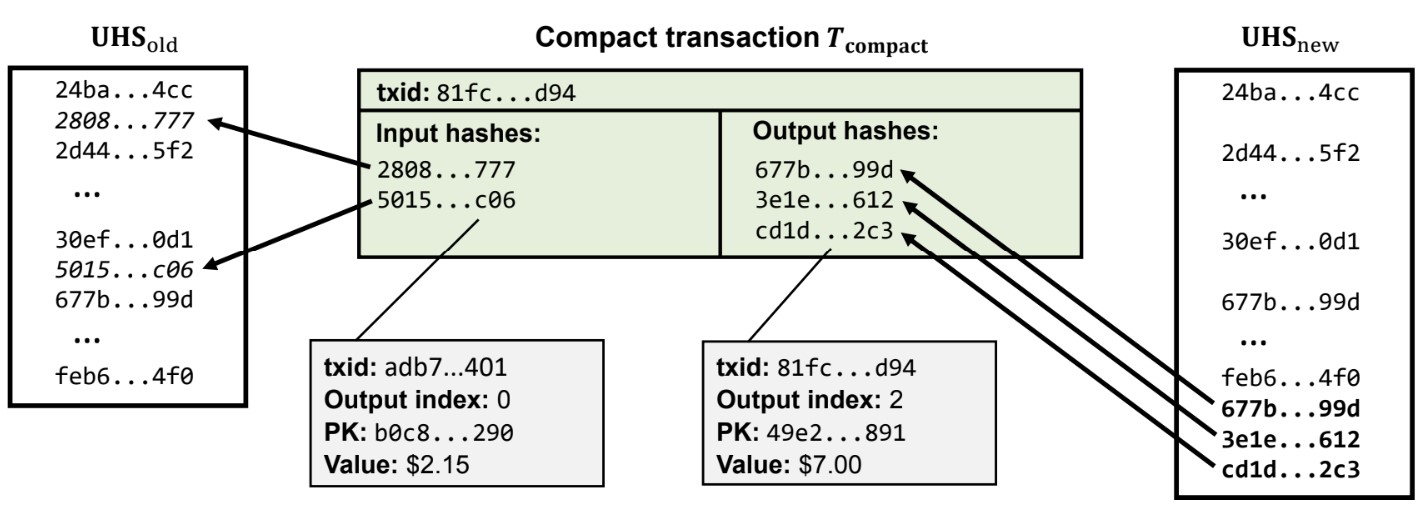 UHSold
24ba...4cc
2808...777
2d44...5f2
...
30ef...0d1
5015...c06
677b...99d
...
feb6...4f0
Compact transaction Tcompact
txid: 81fc...d94
Input hashes:
2808...777
5015...c06
Output hashes:
677b...99d
3e1e...612
cd1d...2c3
txid: adb7...401
Output index: 0
PK: b0c8...290
Value: $2.15
txid: 81fc...d94
Output index: 2
PK: 49e2...891
Value: $7.00
UHSnew
24ba...4cc
2d44...5f2
...
30ef...0d1
677b...99d
...
feb6...4f0
677b...99d
3e1e...612
cd1d...2c3